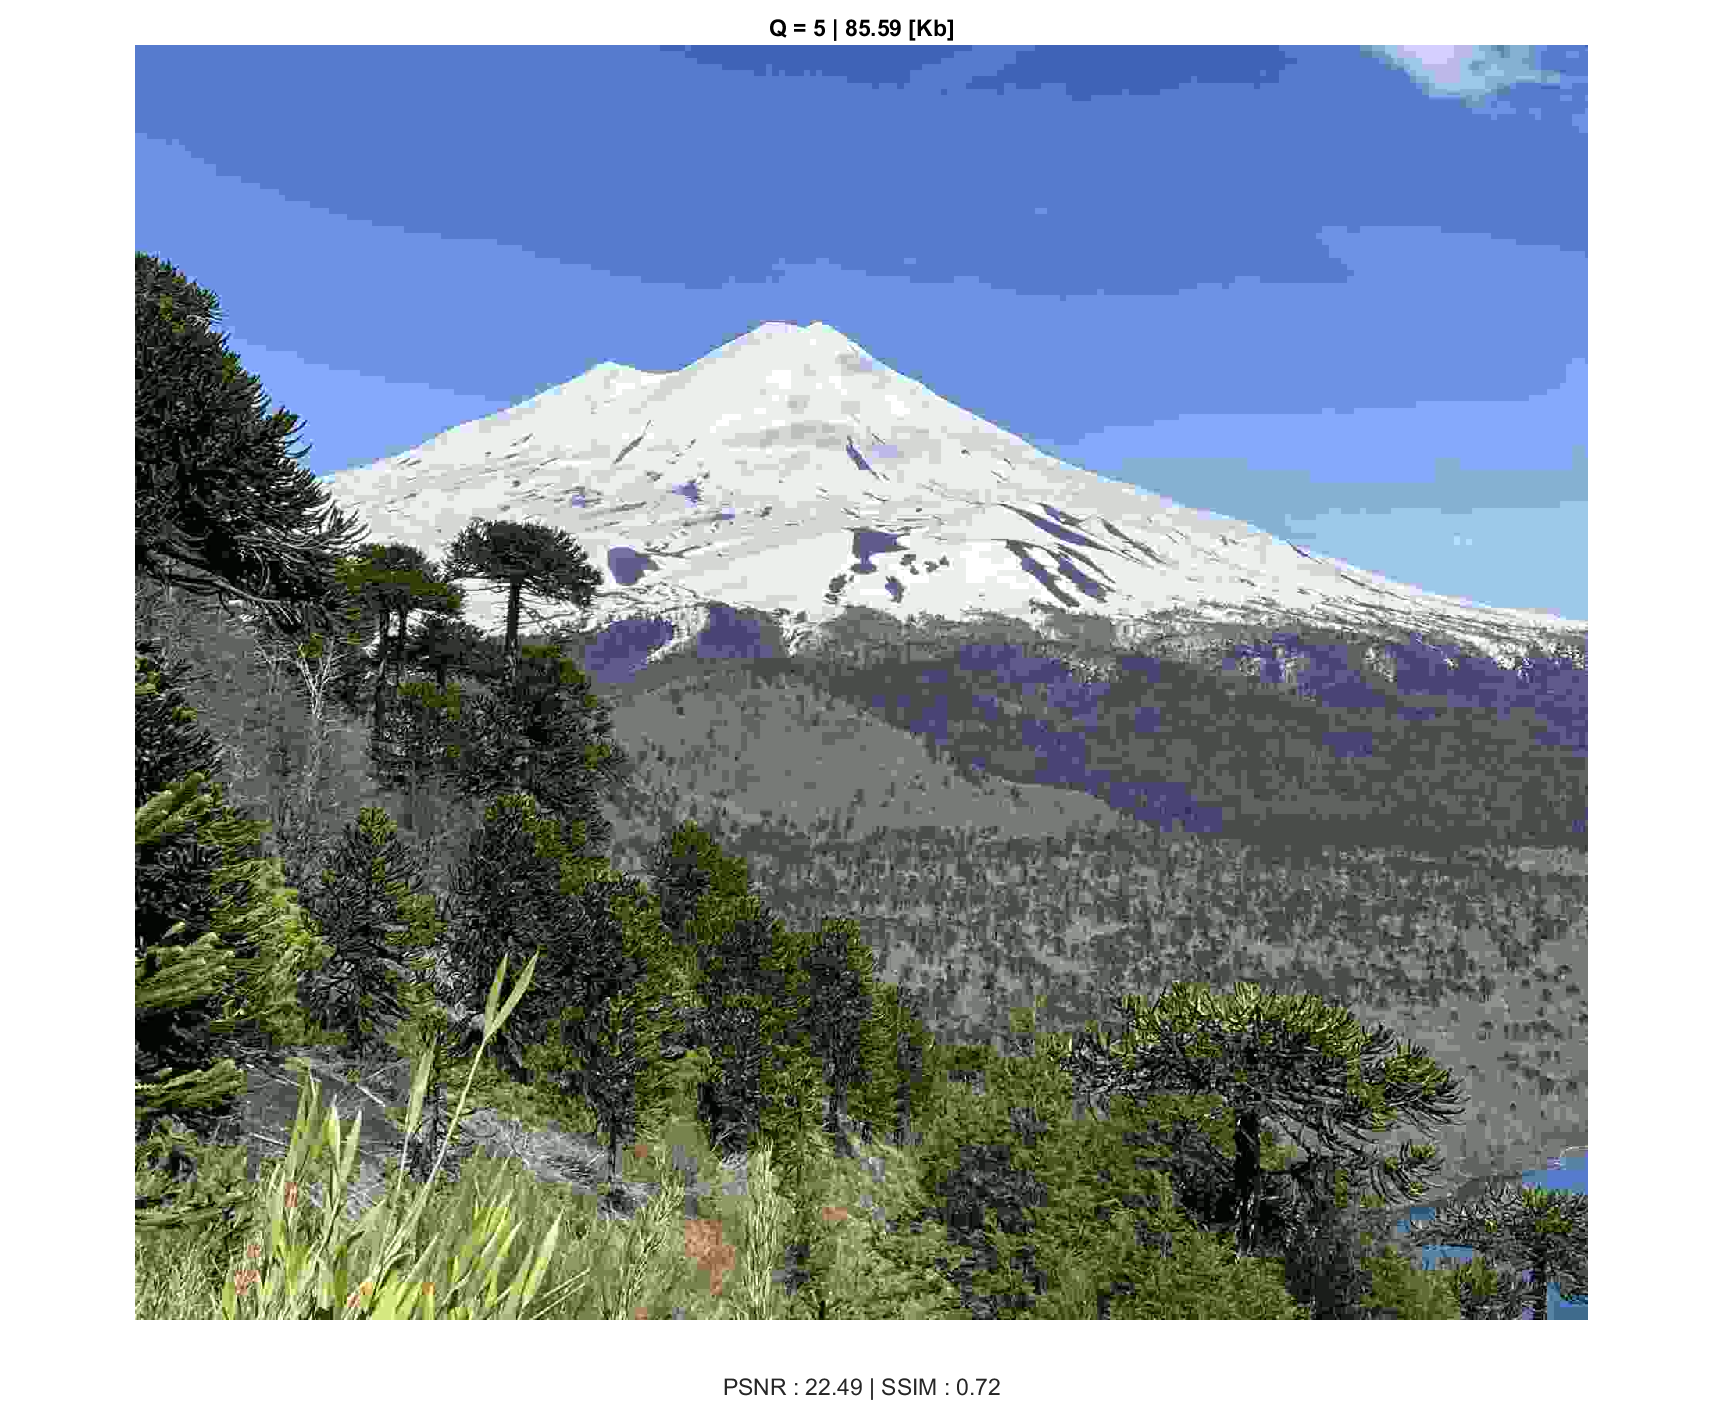 Q = 5 | 85.59 [Kb]
PSNR : 22.49 | SSIM : 0.72